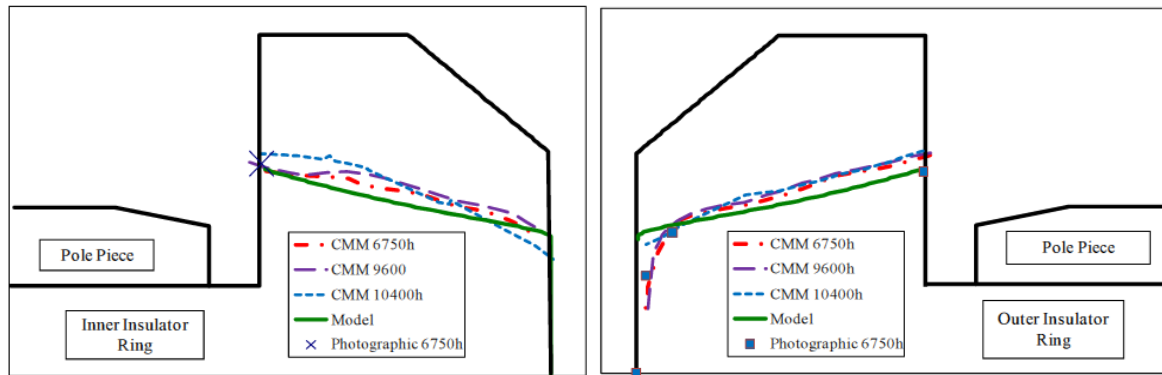 Pole Piece
Inner Insulator
Ring
CMM 6750h
CMM 9600
CMM 10400h
Model
Photographic 6750h
CMM 6750h
CMM 9600h
CMM 10400h
Model
Photographic 6750h
Pole Piece
Outer Insulator
Ring